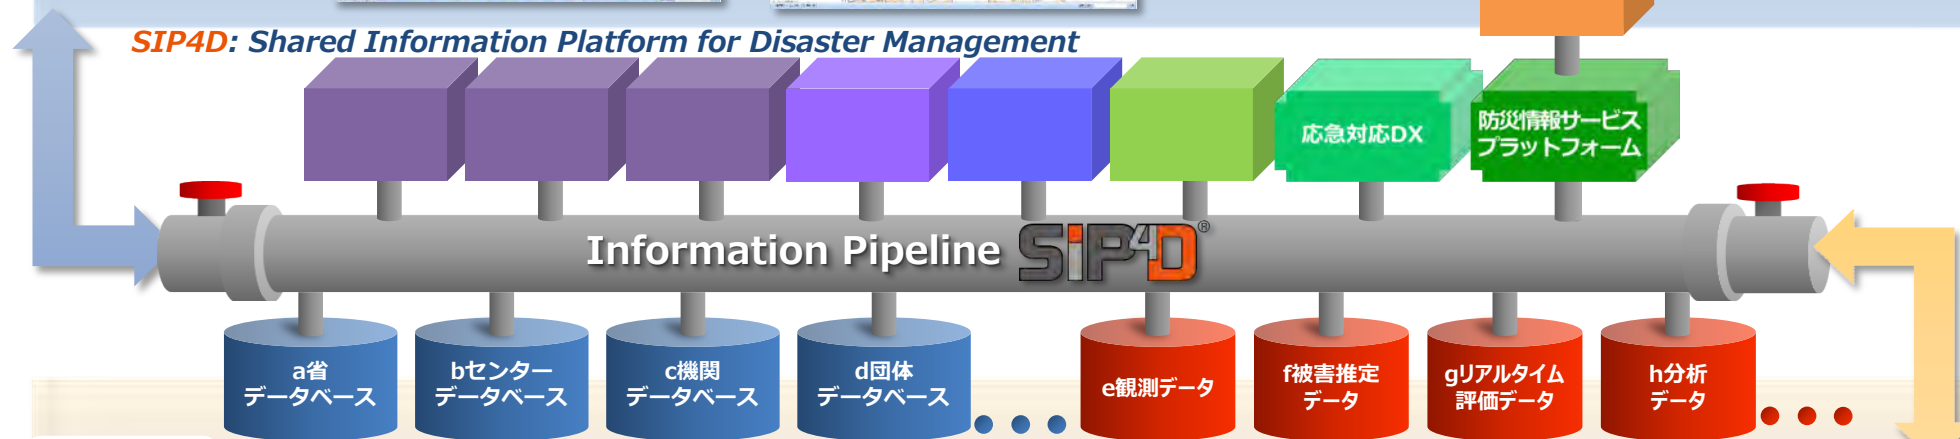 SIP4D: Shared Information Platform for Disaster Management
応急対応DX
防災情報サービス
プラットフォーム
Information Pipeline SIP4D®
a省
データベース
bセンター
データベース
c機関
データベース
d団体
データベース
e観測データ
f被害推定
データ
gリアルタイム
評価データ
h分析
データ